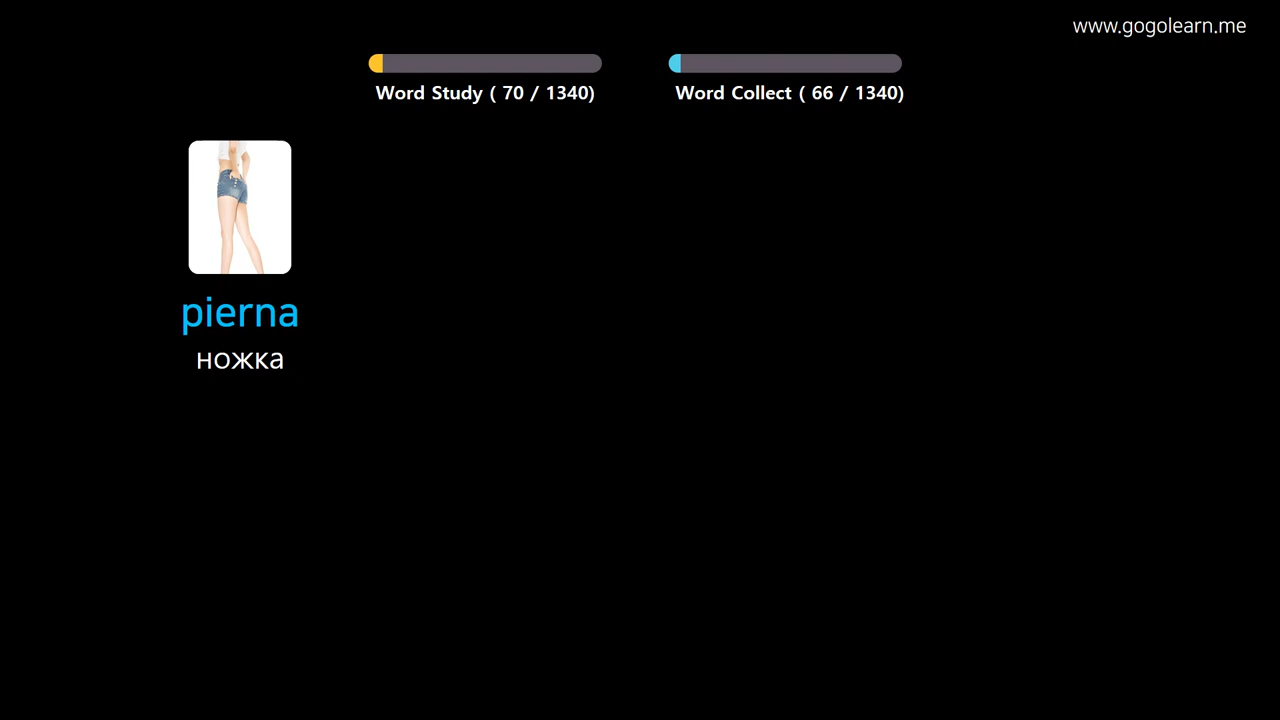 www.gogolearn.me
Word Study ( 70 / 1340)
Word Collect ( 66 / 1340)
pierna
ножка